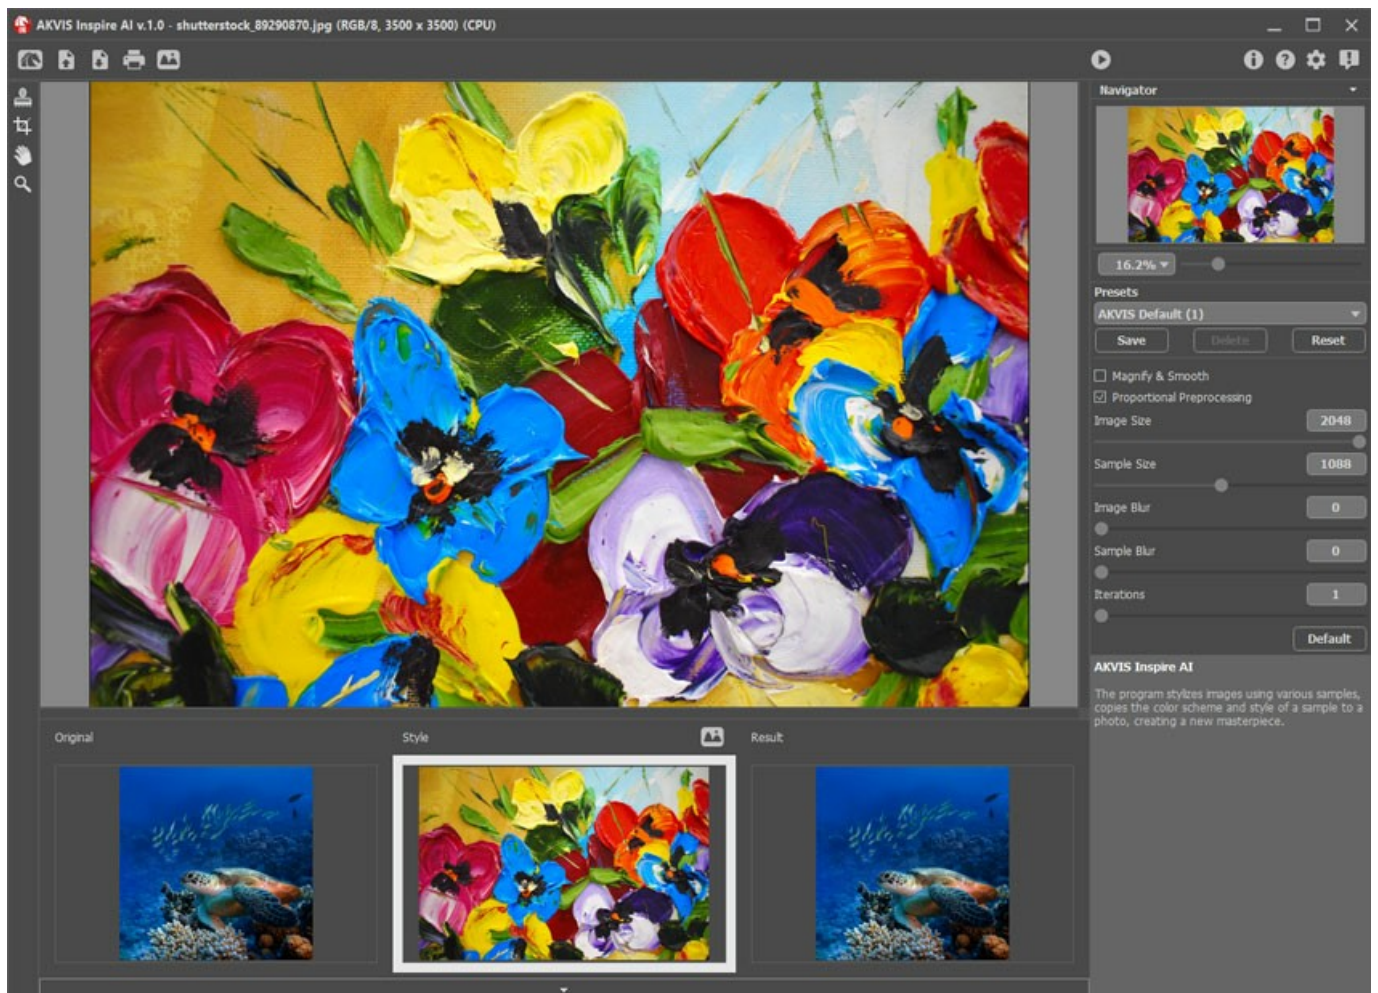 AKVIS Inspire AI v.1.0 - shutterstock_89290870.jpg (RGB/8, 3500 x 3500) (CPU)
Navigator
16.2%
Presets
AKVIS Default (1)
Save Delete Reset
Magnify & Smooth
Proportional Preprocessing
Image Size 2048
Sample Size 1088
Image Blur 0
Sample Blur 0
Iterations 1
Default
AKVIS Inspire AI
The program stylizes images using various samples,
copies the color scheme and style of a sample to a
photo, creating a new masterpiece.
Original Style Result